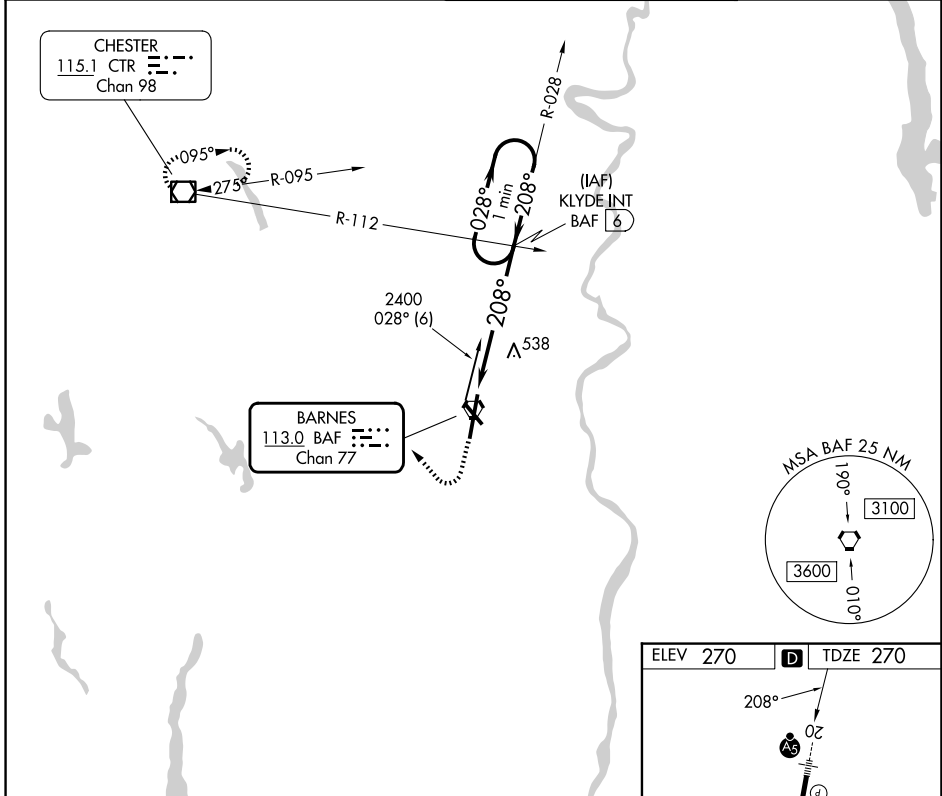 CHESTER
115.1 CTR
Chan 98
095°
275°
R-095
R-112
R-028
028°
1 min
208°
(IAF)
KLYDE INT
BAF 6
208°
2400
028° (6)
538
BARNES
113.0 BAF
Chan 77
MSA BAF 25 NM
190°
3100
3600
010°
ELEV 270 D TDZE 270
208°
20
A5
P